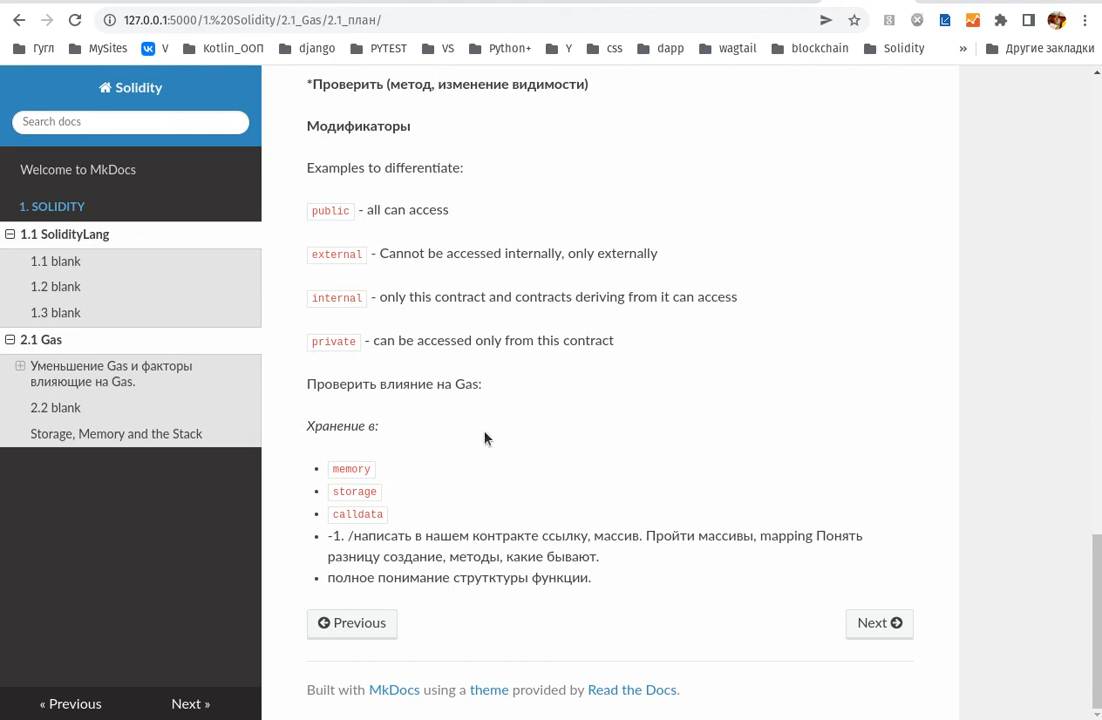 127.0.0.1:5000/1.%20Solidity/2.1_Gas/2.1_план/
Гугл MySites V Kotlin_ООП django PYTEST VS Python+ Y css dapp wagtail blockchain Solidity » Другие закладки
Solidity
Search docs
Welcome to MkDocs
1. SOLIDITY
1.1 SolidityLang
1.1 blank
1.2 blank
1.3 blank
2.1 Gas
Уменьшение Gas и факторы
влияющие на Gas.
2.2 blank
Storage, Memory and the Stack
« Previous Next »
*Проверить (метод, изменение видимости)
Модификаторы
Examples to differentiate:
public - all can access
external - Cannot be accessed internally, only externally
internal - only this contract and contracts deriving from it can access
private - can be accessed only from this contract
Проверить влияние на Gas:
Хранение в:
memory
storage
calldata
-1. /написать в нашем контракте ссылку, массив. Пройти массивы, mapping Понять
разницу создание, методы, какие бывают.
полное понимание струтктуры функции.
Previous Next
Built with MkDocs using a theme provided by Read the Docs.